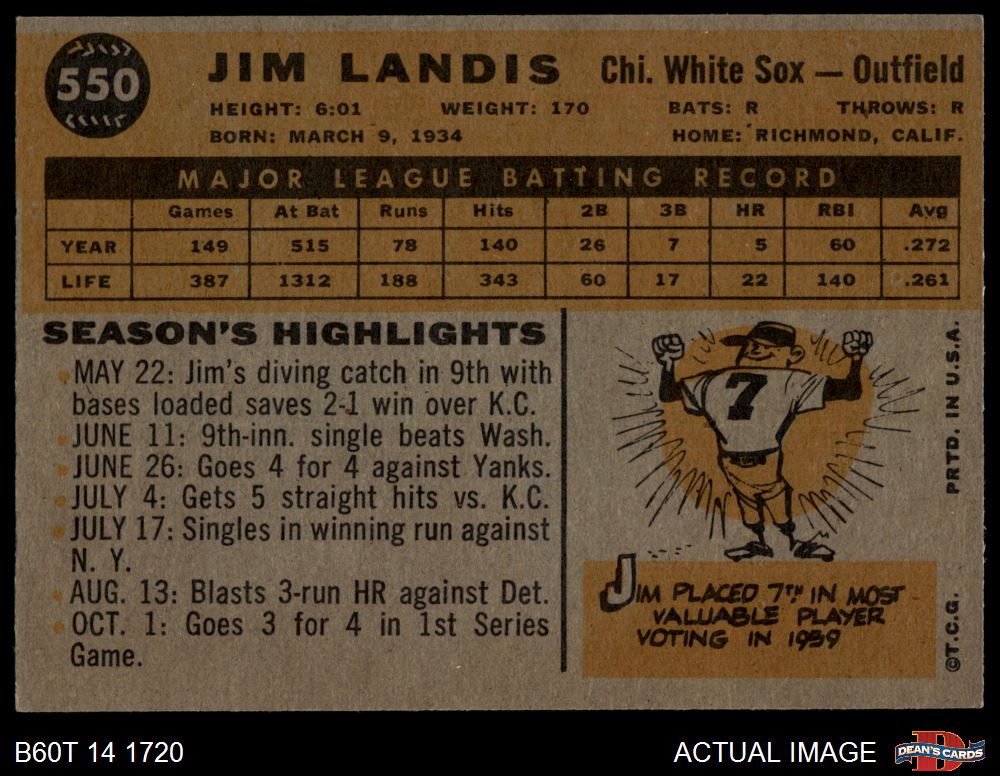 550
JIM LANDIS Chi. White Sox — Outfield
HEIGHT: 6:01 WEIGHT: 170 BATS: R THROWS: R
BORN: MARCH 9, 1934 HOME: RICHMOND, CALIF.
MAJOR LEAGUE BATTING RECORD
Games At Bat Runs Hits 2B 3B HR RBI Avg
YEAR 149 515 78 140 26 7 5 60 .272
LIFE 387 1312 188 343 60 17 22 140 .261
SEASON'S HIGHLIGHTS
MAY 22: Jim's diving catch in 9th with
bases loaded saves 2-1 win over K.C.
JUNE 11: 9th-inn. single beats Wash.
JUNE 26: Goes 4 for 4 against Yanks.
JULY 4: Gets 5 straight hits vs. K.C.
JULY 17: Singles in winning run against
N. Y.
AUG. 13: Blasts 3-run HR against Det.
OCT. 1: Goes 3 for 4 in 1st Series
Game.
7
JIM PLACED 7TH IN MOST
VALUABLE PLAYER
VOTING IN 1959
PRTD. IN U.S.A.
©T.C.G.
B60T 14 1720
ACTUAL IMAGE
DEAN'S CARDS